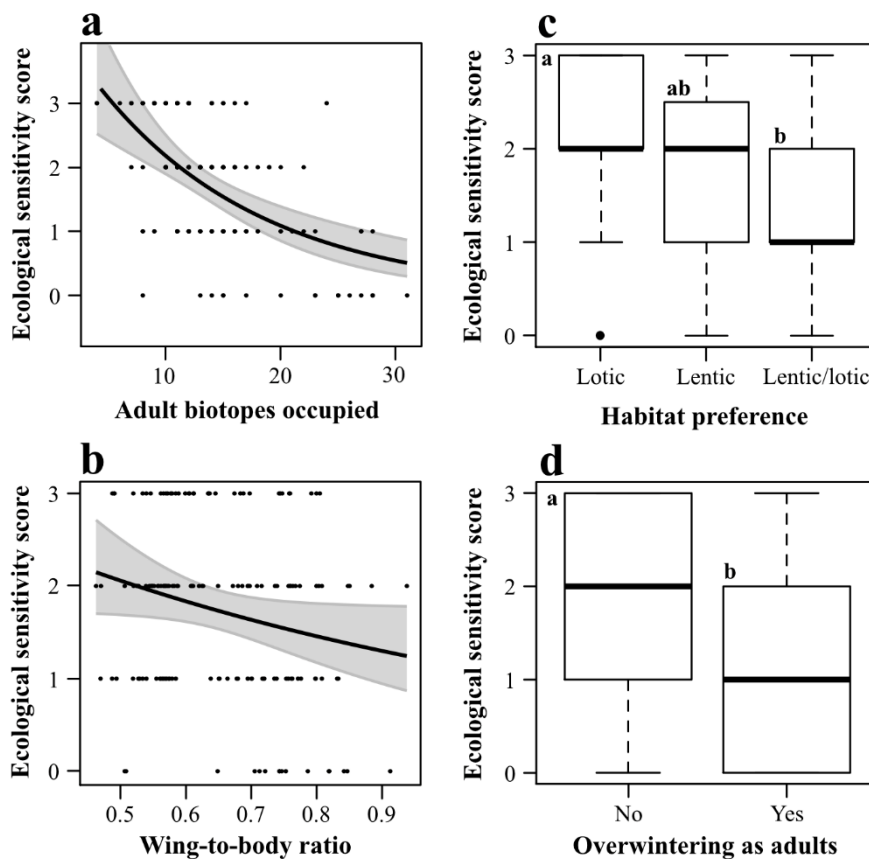 a
Ecological sensitivity score
3
2
1
0
10 20 30
Adult biotopes occupied
c
Ecological sensitivity score
3
2
1
0
a
ab
b
Lotic Lentic Lentic/lotic
Habitat preference
b
Ecological sensitivity score
3
2
1
0
0.5 0.6 0.7 0.8 0.9
Wing-to-body ratio
d
Ecological sensitivity score
3
2
1
0
a
b
No Yes
Overwintering as adults